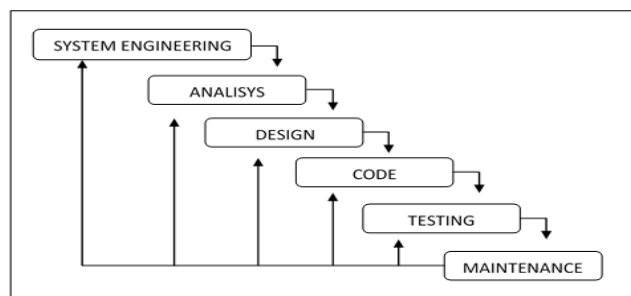 SYSTEM ENGINEERING
ANALISYS
DESIGN
CODE
TESTING
MAINTENANCE